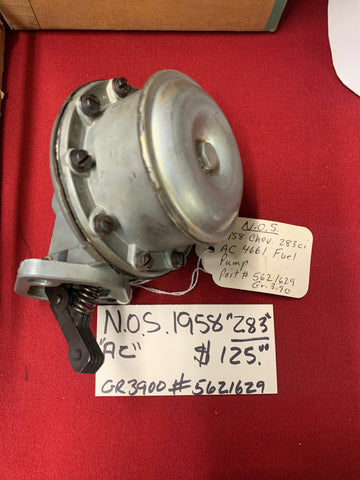 N.O.S.
'58 Chev. 283ci
AC 4661 Fuel
Pump
Part # 5621629
Gr. 3.90
N.O.S. 1958 "283"
"AC" $ 125.00
GR3900 # 5621629